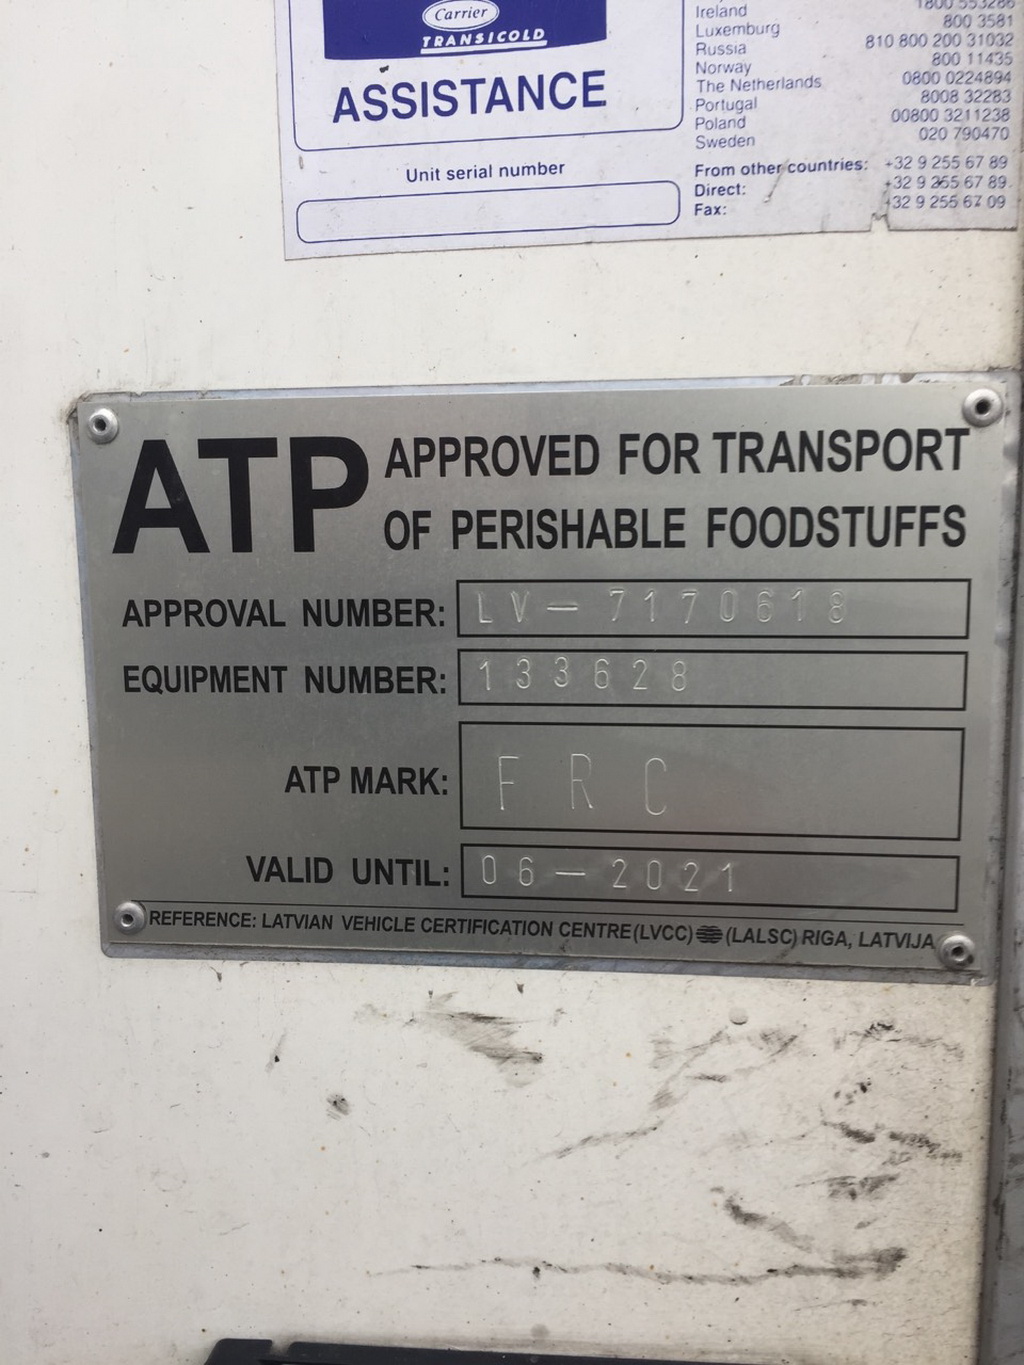 Carrier
TRANSICOLD
ASSISTANCE
Unit serial number
Ireland 1800 553286
Luxemburg 800 3581
Russia 810 800 200 31032
Norway 800 11435
The Netherlands 0800 0224894
Portugal 8008 32283
Poland 00800 3211238
Sweden 020 790470
From other countries: +32 9 255 67 89
Direct: +32 9 255 67 89
Fax: +32 9 255 67 09
ATP APPROVED FOR TRANSPORT
OF PERISHABLE FOODSTUFFS
APPROVAL NUMBER: LV-7170618
EQUIPMENT NUMBER: 133628
ATP MARK: FRC
VALID UNTIL: 06-2021
REFERENCE: LATVIAN VEHICLE CERTIFICATION CENTRE (LVCC) (LALSC) RIGA, LATVIJA